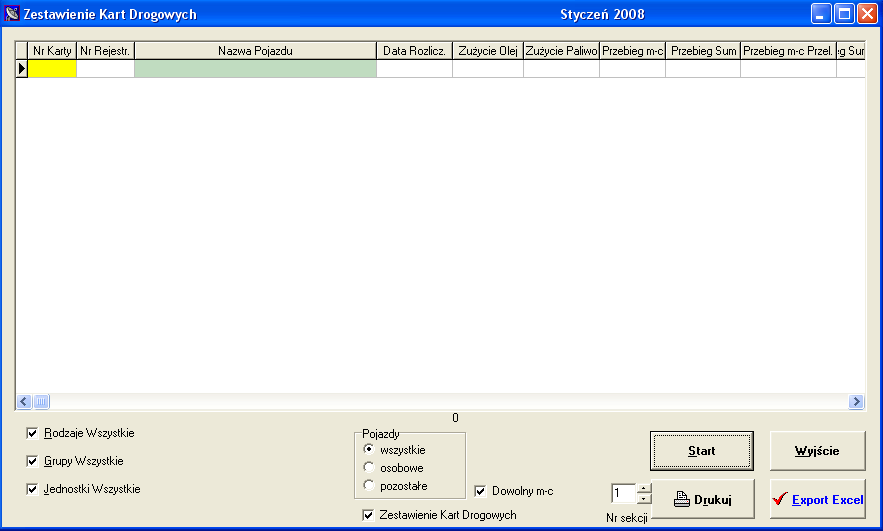 Zestawienie Kart Drogowych Styczeń 2008
Nr Karty Nr Rejestr. Nazwa Pojazdu Data Rozlicz. Zużycie Olej Zużycie Paliwo Przebieg m-c Przebieg Sum Przebieg m-c Przel. eg Sum
0
Rodzaje Wszystkie
Grupy Wszystkie
Jednostki Wszystkie
Pojazdy
wszystkie
osobowe
pozostałe
Dowolny m-c
Zestawienie Kart Drogowych
1
Nr sekcji
Start
Wyjście
Drukuj
Export Excel